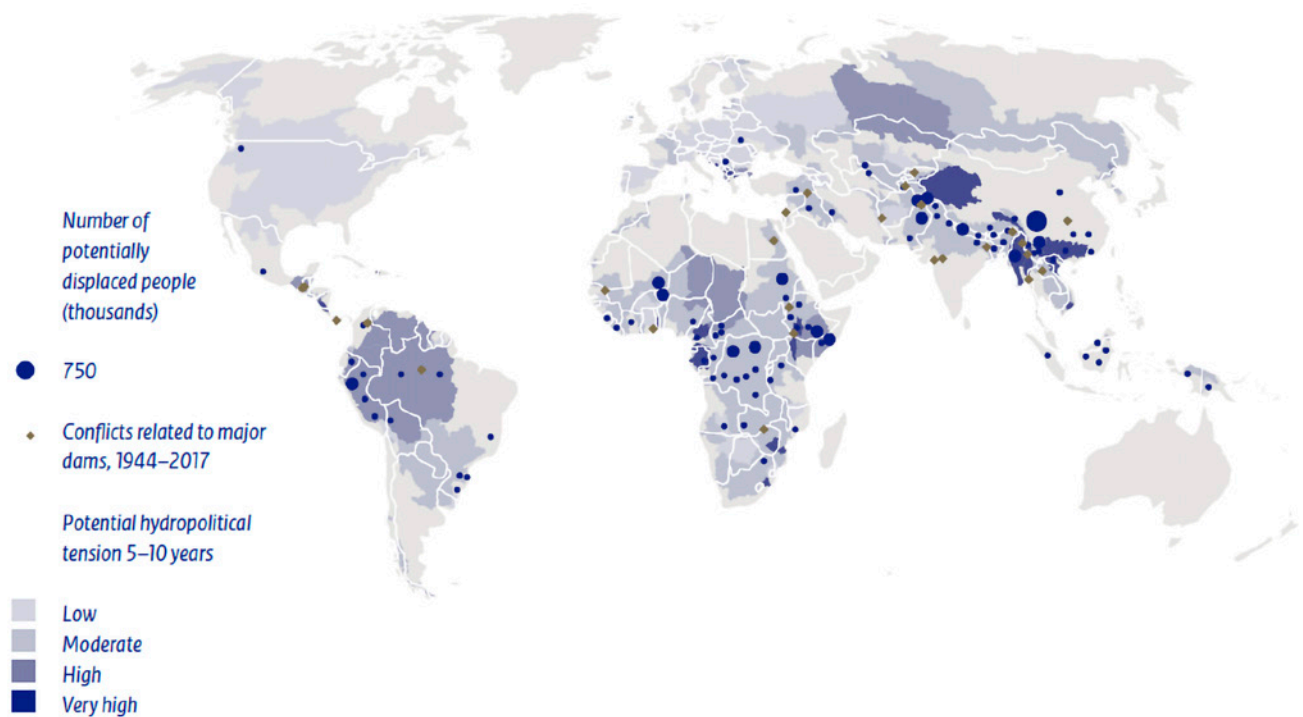 Number of
potentially
displaced people
(thousands)
750
Conflicts related to major
dams, 1944–2017
Potential hydropolitical
tension 5–10 years
Low
Moderate
High
Very high